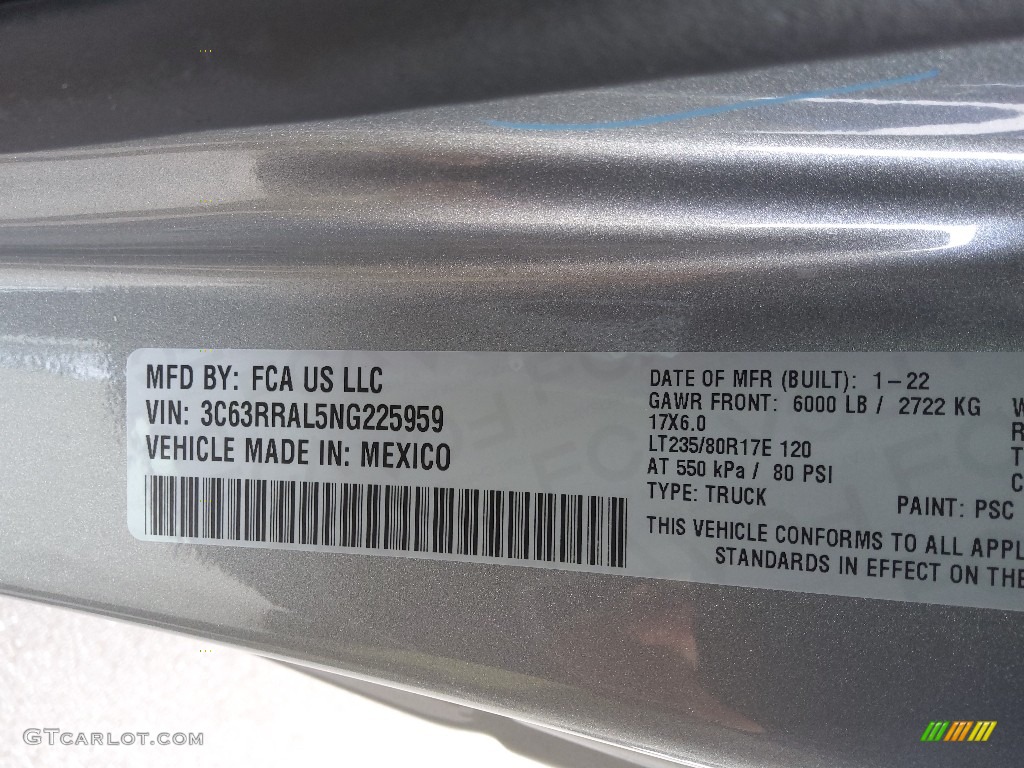 MFD BY: FCA US LLC
VIN: 3C63RRAL5NG225959
VEHICLE MADE IN: MEXICO
DATE OF MFR (BUILT): 1-22
GAWR FRONT: 6000 LB / 2722 KG
17X6.0
LT235/80R17E 120
AT 550 kPa / 80 PSI
TYPE: TRUCK PAINT: PSC
THIS VEHICLE CONFORMS TO ALL APPL
STANDARDS IN EFFECT ON THE
GTCARLOT.COM